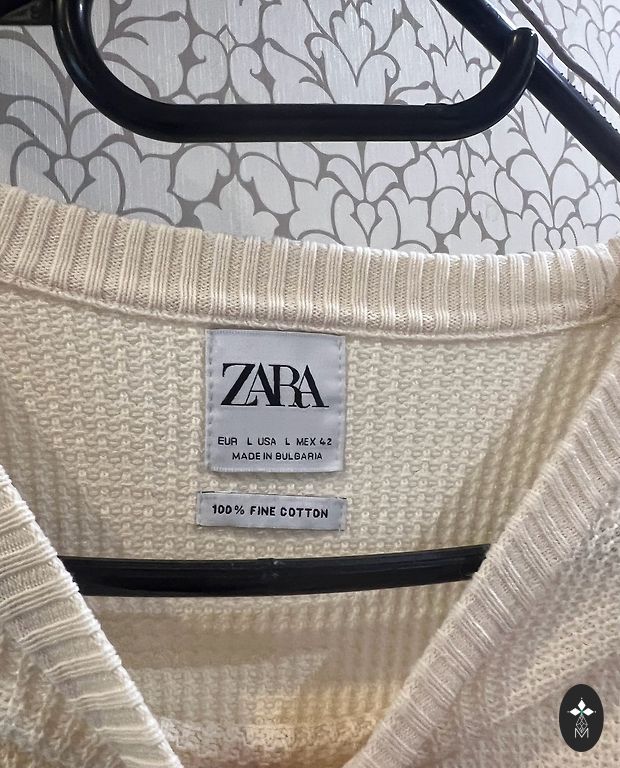 ZARA
EUR L USA L MEX 42
MADE IN BULGARIA
100% FINE COTTON
M